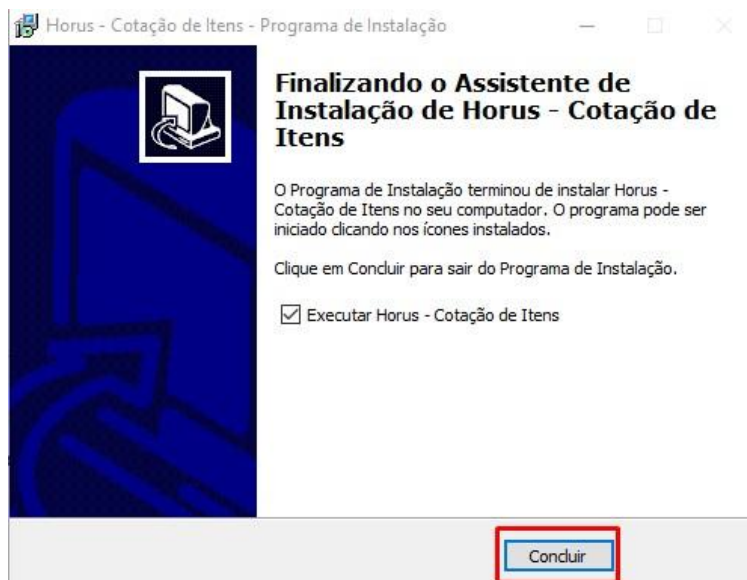 Horus - Cotação de Itens - Programa de Instalação
Finalizando o Assistente de
Instalação de Horus - Cotação de
Itens
O Programa de Instalação terminou de instalar Horus -
Cotação de Itens no seu computador. O programa pode ser
iniciado clicando nos ícones instalados.
Clique em Concluir para sair do Programa de Instalação.
Executar Horus - Cotação de Itens
Concluir